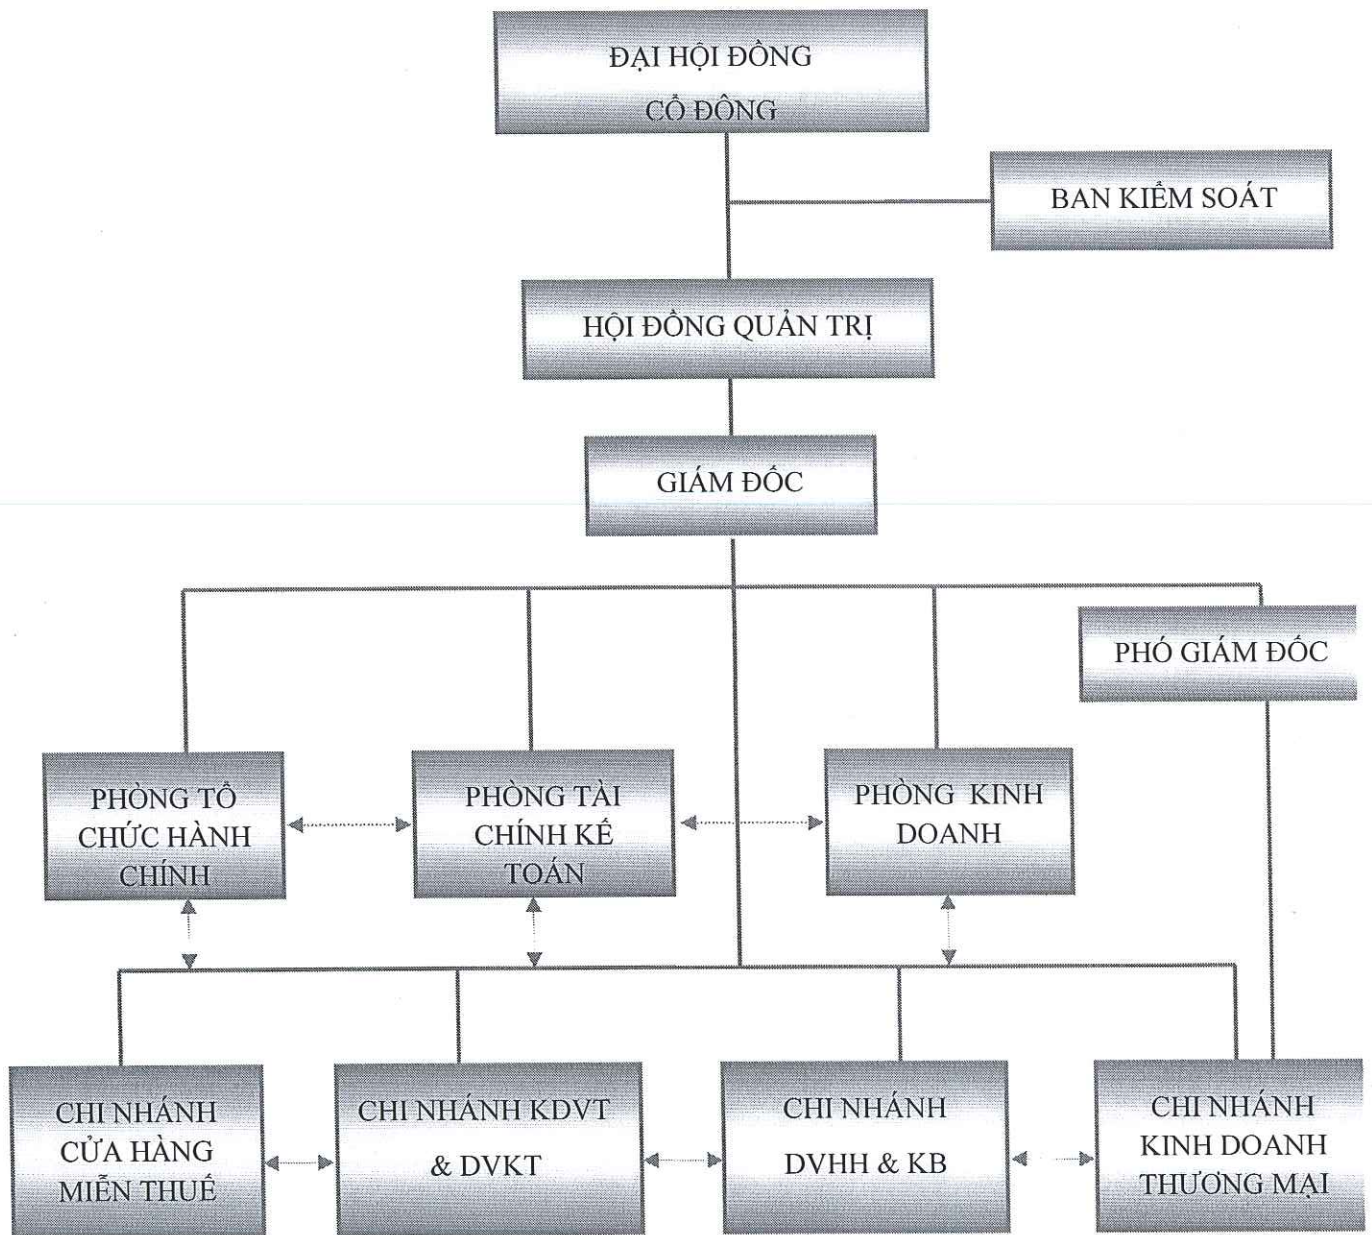 ĐẠI HỘI ĐỒNG
CỔ ĐÔNG
BAN KIỂM SOÁT
HỘI ĐỒNG QUẢN TRỊ
GIÁM ĐỐC
PHÓ GIÁM ĐỐC
PHÒNG TỔ
CHỨC HÀNH
CHÍNH
PHÒNG TÀI
CHÍNH KẾ
TOÁN
PHÒNG KINH
DOANH
CHI NHÁNH
CỬA HÀNG
MIỄN THUẾ
CHI NHÁNH KDVT
& DVKT
CHI NHÁNH
DVHH & KB
CHI NHÁNH
KINH DOANH
THƯƠNG MẠI